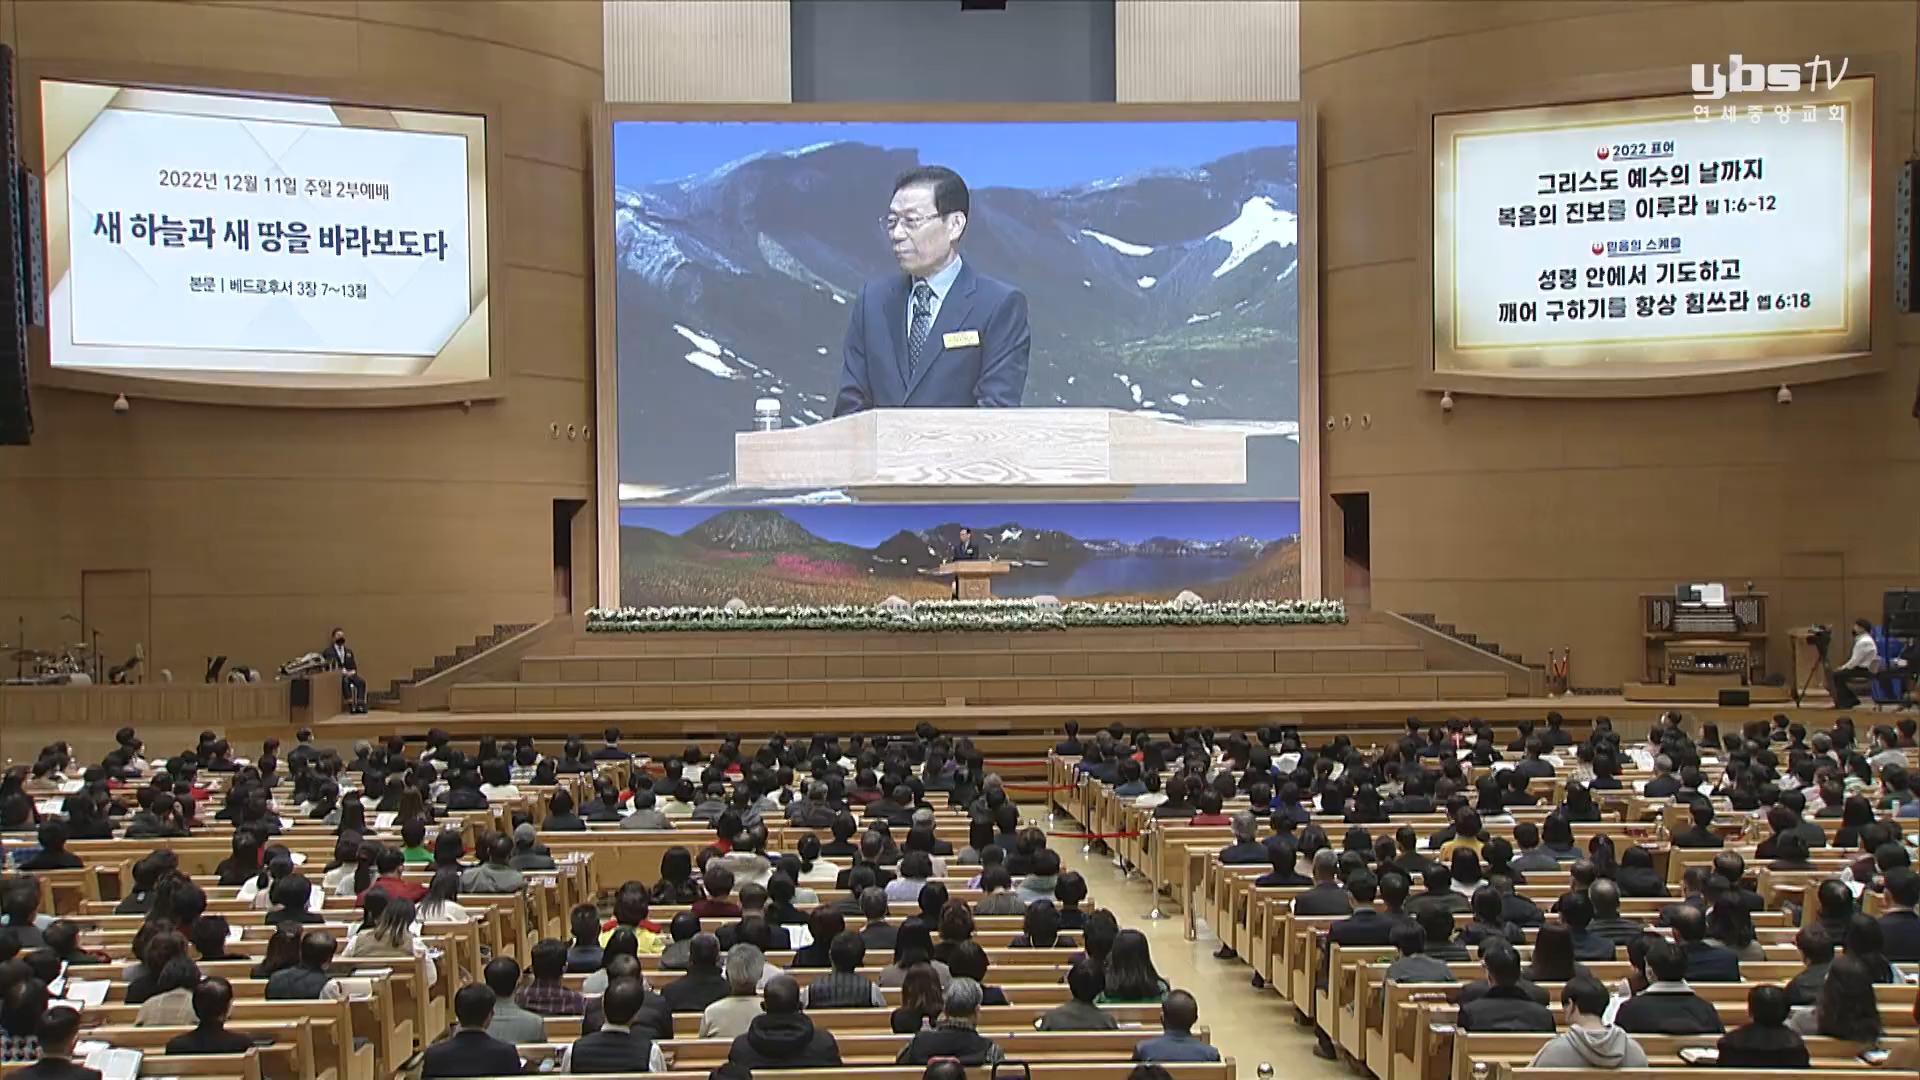 2022년 12월 11일 주일 2부예배
새 하늘과 새 땅을 바라보도다
본문 | 베드로후서 3장 7~13절
ybstv
연세중앙교회
2022 표어
그리스도 예수의 날까지
복음의 진보를 이루라 빌 1:6~12
믿음의 스케줄
성령 안에서 기도하고
깨어 구하기를 항상 힘쓰라 엡 6:18